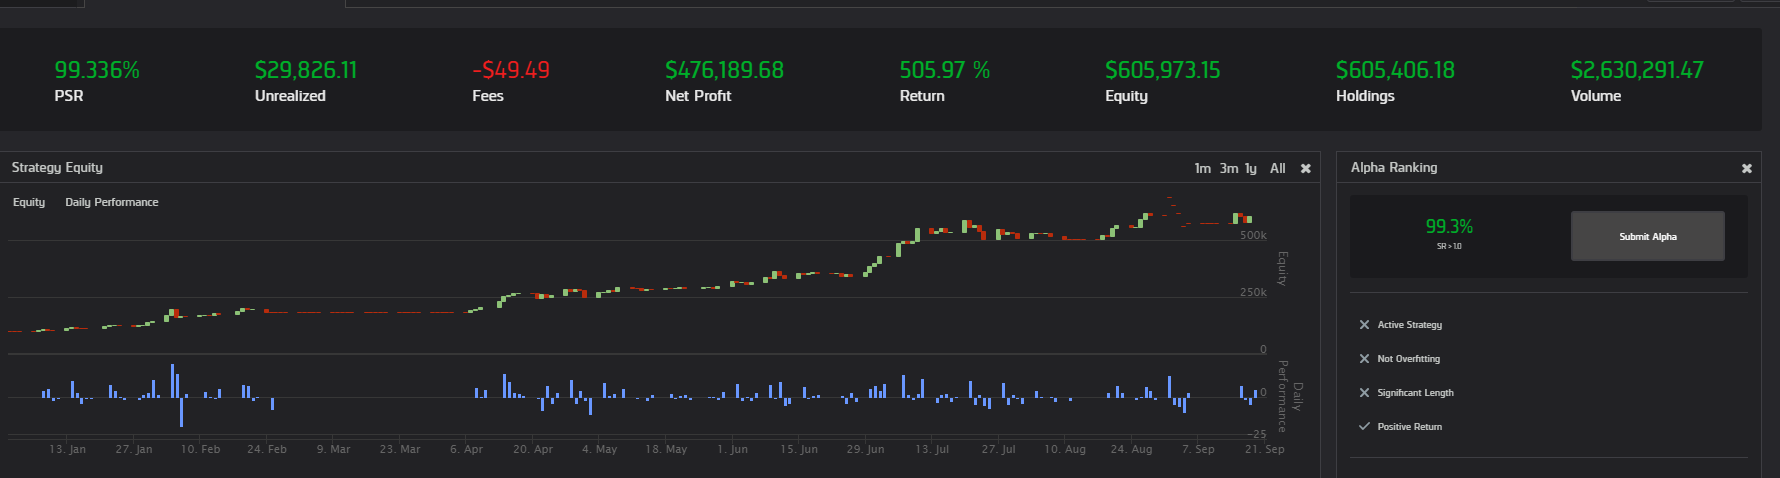 99.336% $29,826.11 -$49.49 $476,189.68 505.97 % $605,973.15 $605,406.18 $2,630,291.47
PSR Unrealized Fees Net Profit Return Equity Holdings Volume
Strategy Equity 1m 3m 1y All
Equity Daily Performance
500k
250k
0
Equity
0
-25
Daily
Performance
13. Jan 27. Jan 10. Feb 24. Feb 9. Mar 23. Mar 6. Apr 20. Apr 4. May 18. May 1. Jun 15. Jun 29. Jun 13. Jul 27. Jul 10. Aug 24. Aug 7. Sep 21. Sep
Alpha Ranking
99.3%
SR > 1.0
Submit Alpha
Active Strategy
Not Overfitting
Significant Length
Positive Return